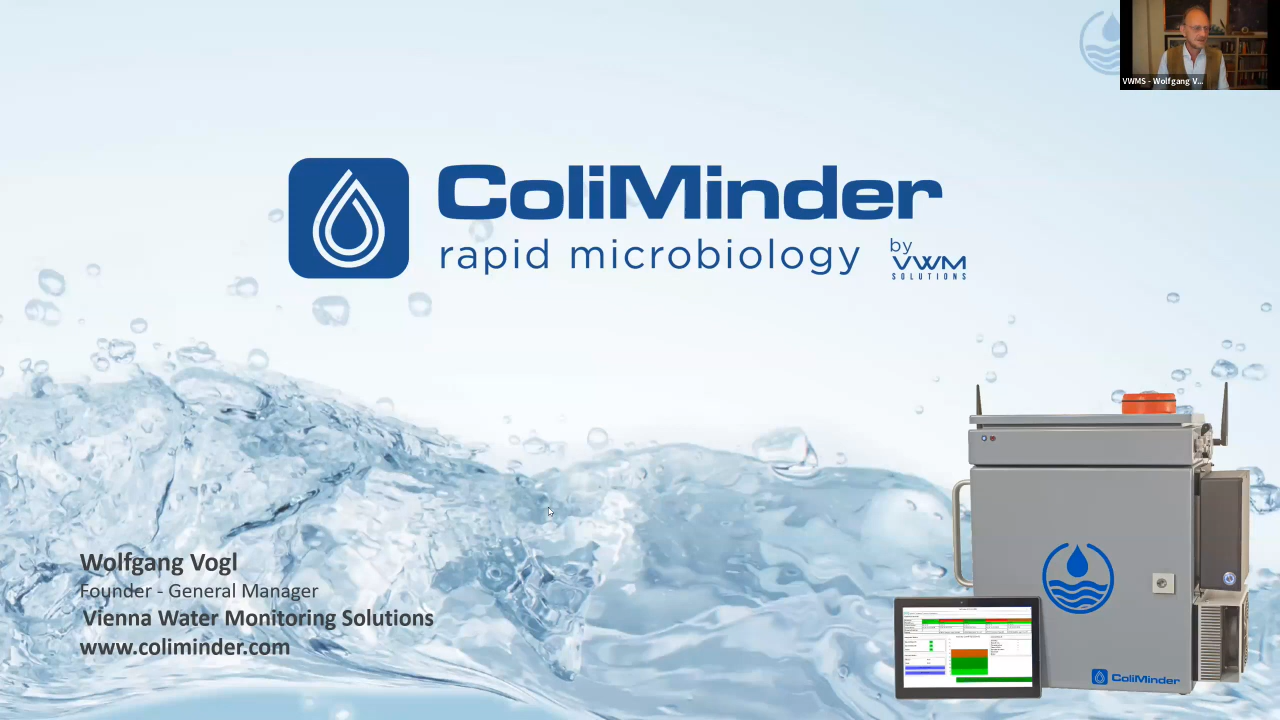 VWMS - Wolfgang V...
ColiMinder
rapid microbiology
by
VWM
SOLUTIONS
Wolfgang Vogl
Founder - General Manager
Vienna Water Monitoring Solutions
www.coliminder.com
ColiMinder